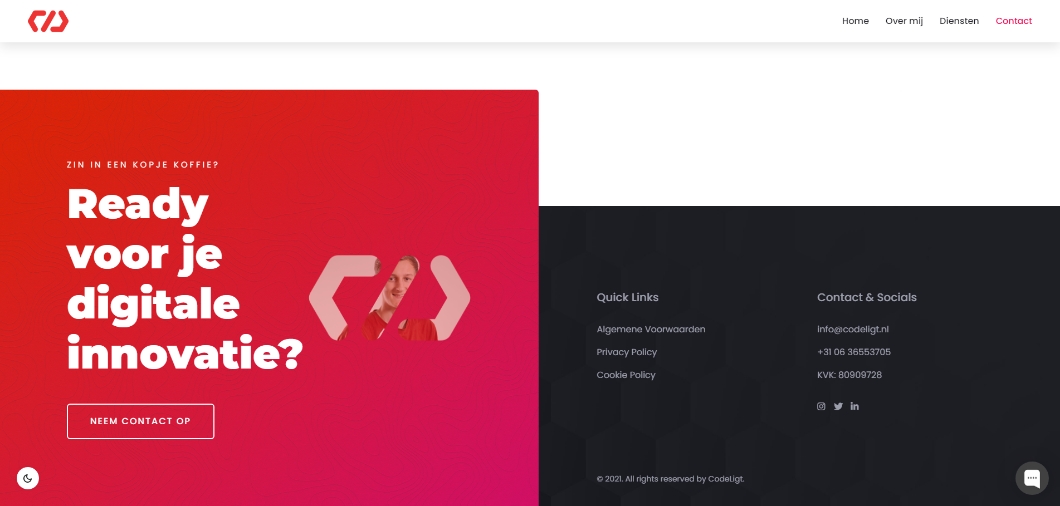 Home Over mij Diensten Contact
ZIN IN EEN KOPJE KOFFIE?
Ready
voor je
digitale
innovatie?
NEEM CONTACT OP
Quick Links
Algemene Voorwaarden
Privacy Policy
Cookie Policy
Contact & Socials
info@codeligt.nl
+31 06 36553705
KVK: 80909728
© 2021. All rights reserved by CodeLigt.